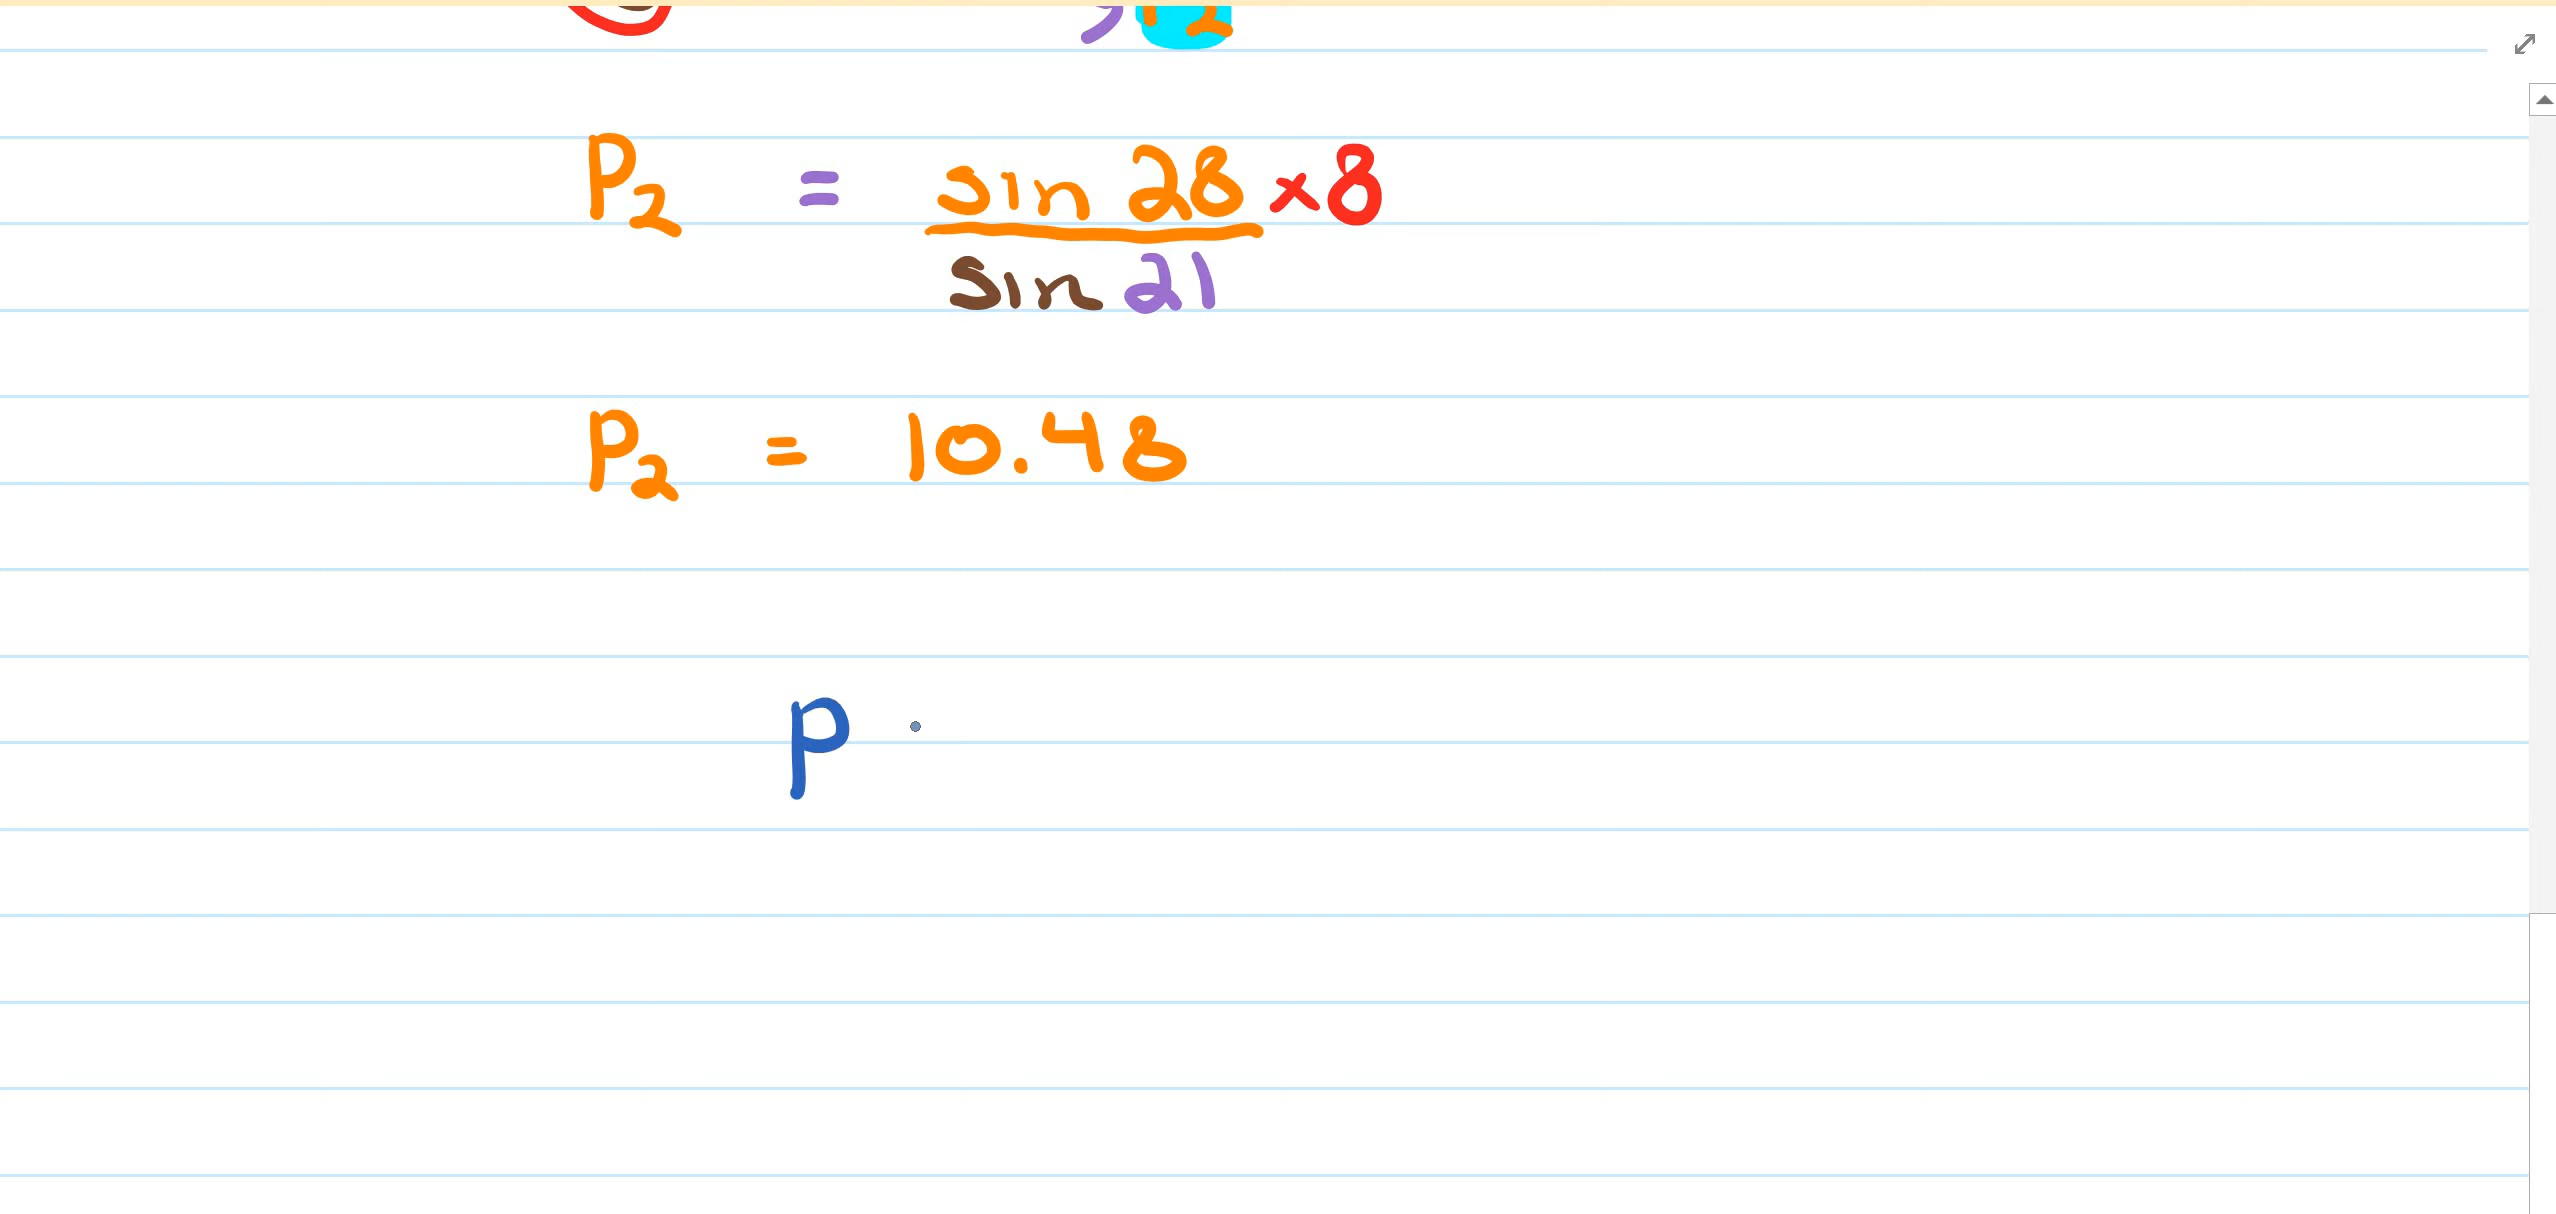 P2 = sin 28 × 8
sin 21
P2 = 10.48
P